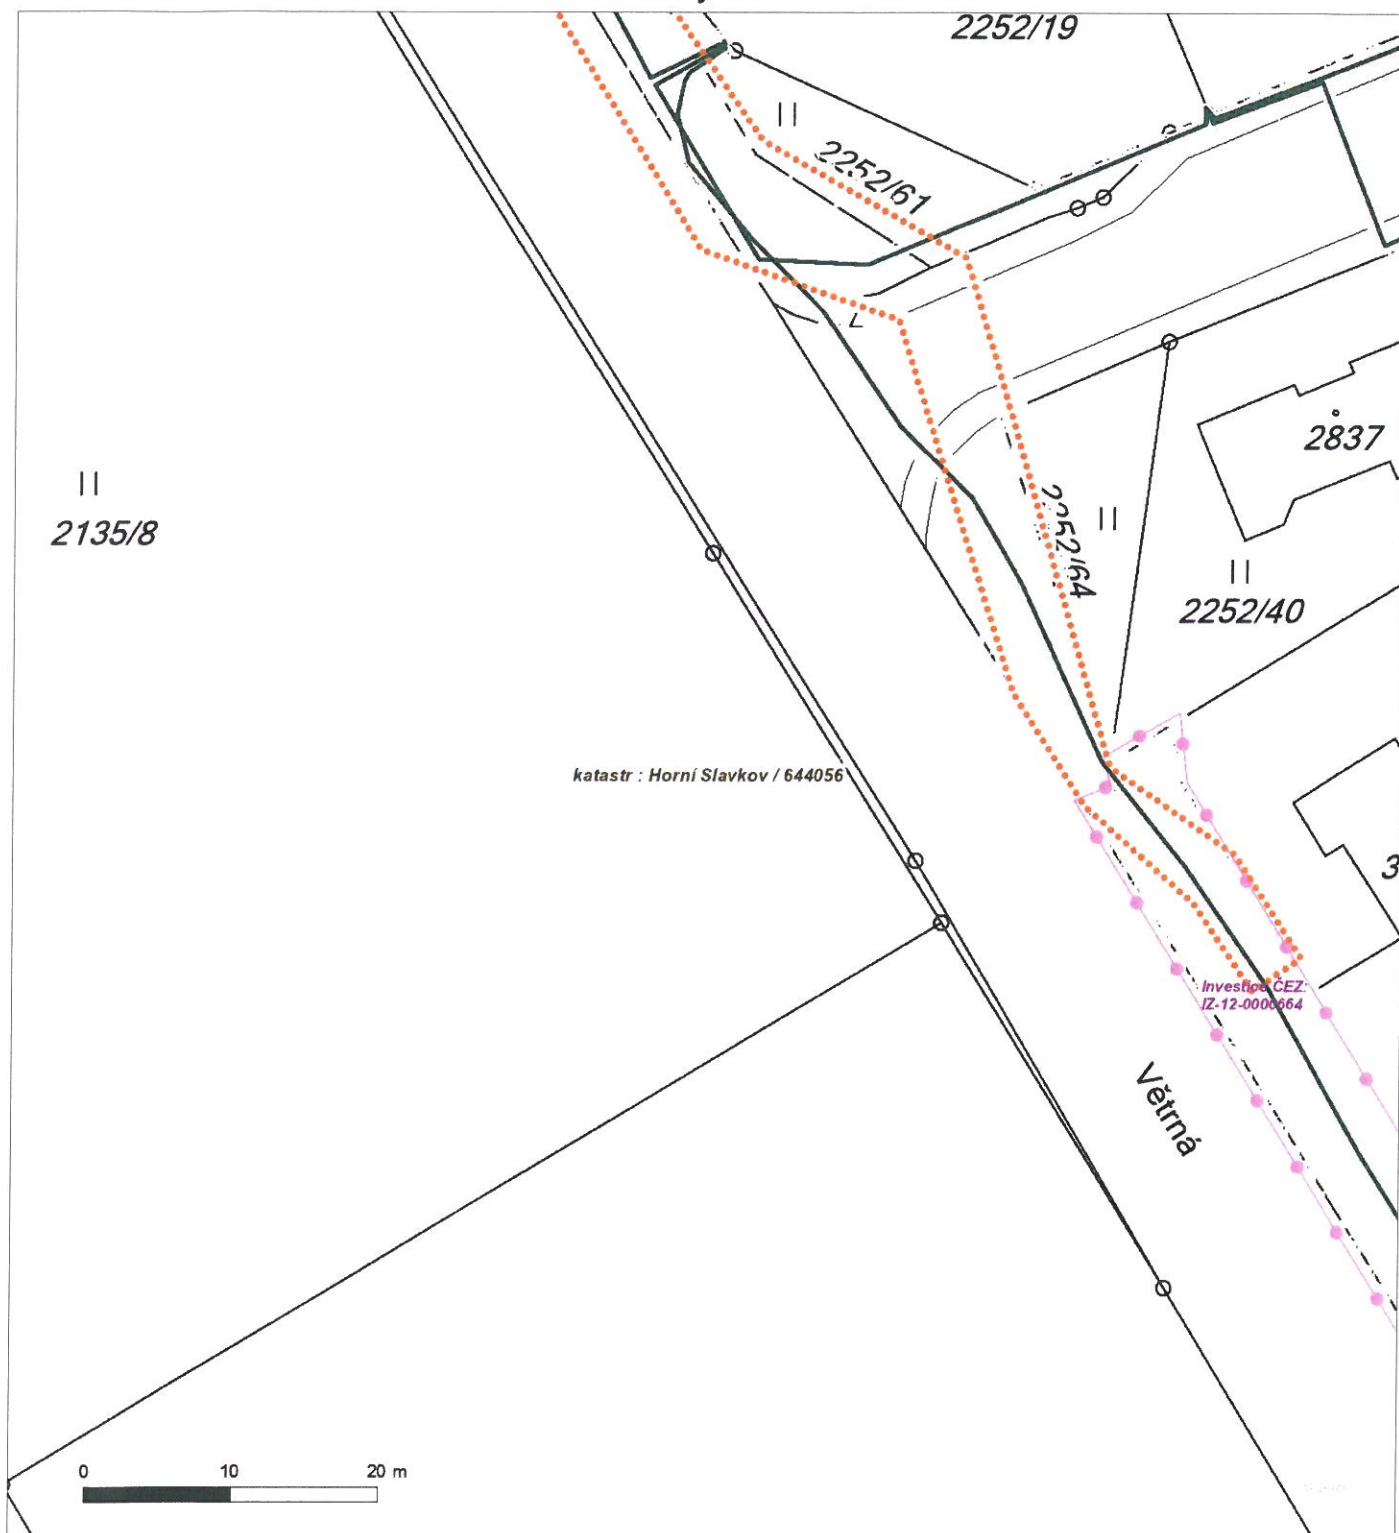 2252/19
2252/61
2837
2135/8
2252/64
2252/40
katastr : Horní Slavkov / 644056
3
Investice ČEZ:
IZ-12-0000664
Větrná
0 10 20 m